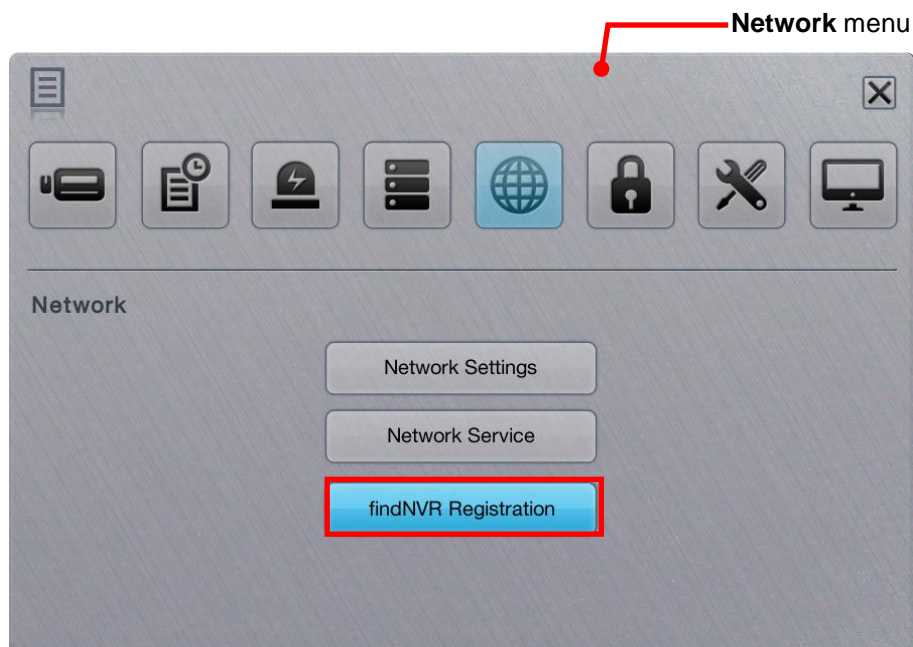 Network menu
Network
Network Settings
Network Service
findNVR Registration